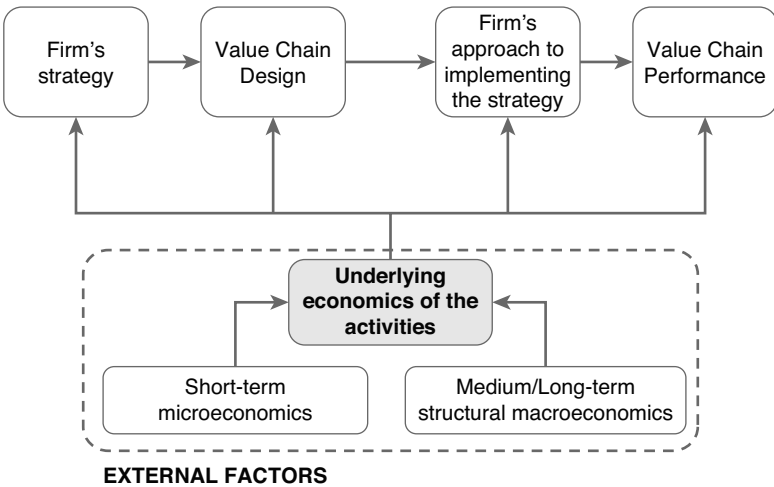 Firm's
strategy
Value Chain
Design
Firm's
approach to
implementing
the strategy
Value Chain
Performance
Underlying
economics of the
activities
Short-term
microeconomics
Medium/Long-term
structural macroeconomics
EXTERNAL FACTORS